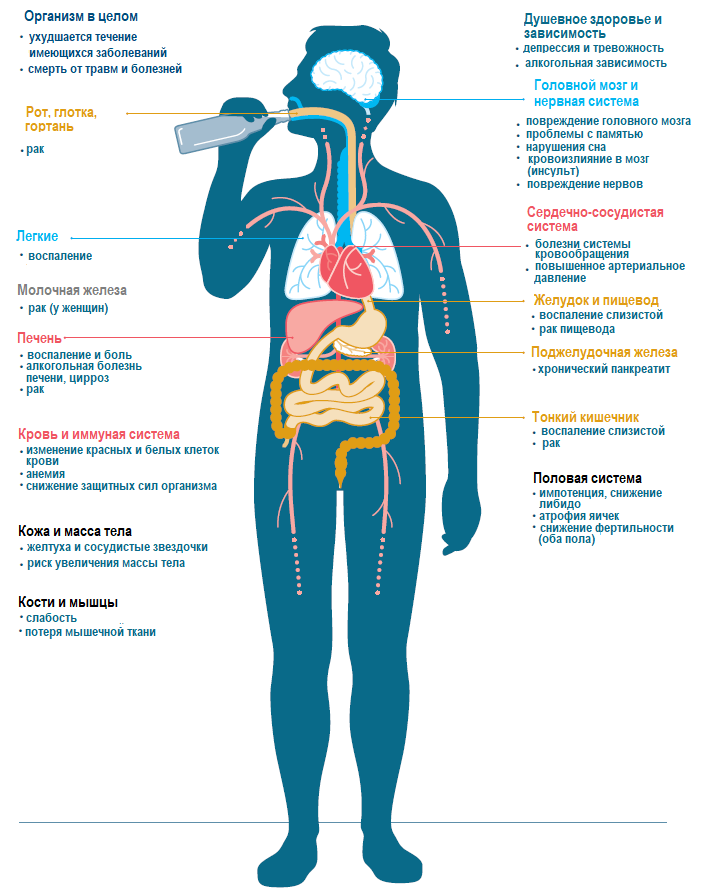 Организм в целом
• ухудшается течение
имеющихся заболеваний
• смерть от травм и болезней
Рот, глотка,
гортань
• рак
Легкие
• воспаление
Молочная железа
• рак (у женщин)
Печень
• воспаление и боль
• алкогольная болезнь
печени, цирроз
• рак
Кровь и иммунная система
• изменение красных и белых клеток
крови
• анемия
• снижение защитных сил организма
Кожа и масса тела
• желтуха и сосудистые звездочки
• риск увеличения массы тела
Кости и мышцы
• слабость
• потеря мышечной ткани
Душевное здоровье и
зависимость
• депрессия и тревожность
• алкогольная зависимость
Головной мозг и
нервная система
• повреждение головного мозга
• проблемы с памятью
• нарушения сна
• кровоизлияние в мозг
(инсульт)
• повреждение нервов
Сердечно-сосудистая
система
• болезни системы
кровообращения
• повышенное артериальное
давление
Желудок и пищевод
• воспаление слизистой
• рак пищевода
Поджелудочная железа
• хронический панкреатит
Тонкий кишечник
• воспаление слизистой
• рак
Половая система
• импотенция, снижение
либидо
• атрофия яичек
• снижение фертильности
(оба пола)